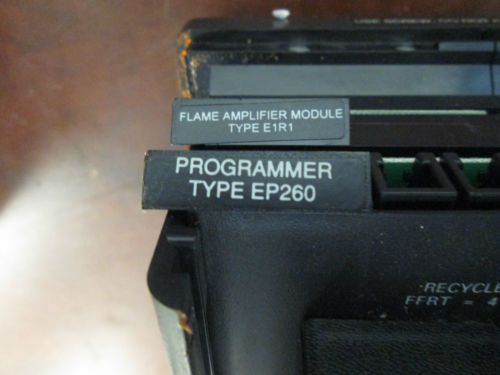 FLAME AMPLIFIER MODULE
TYPE E1R1
PROGRAMMER
TYPE EP260
RECYCLE
FFRT = 4